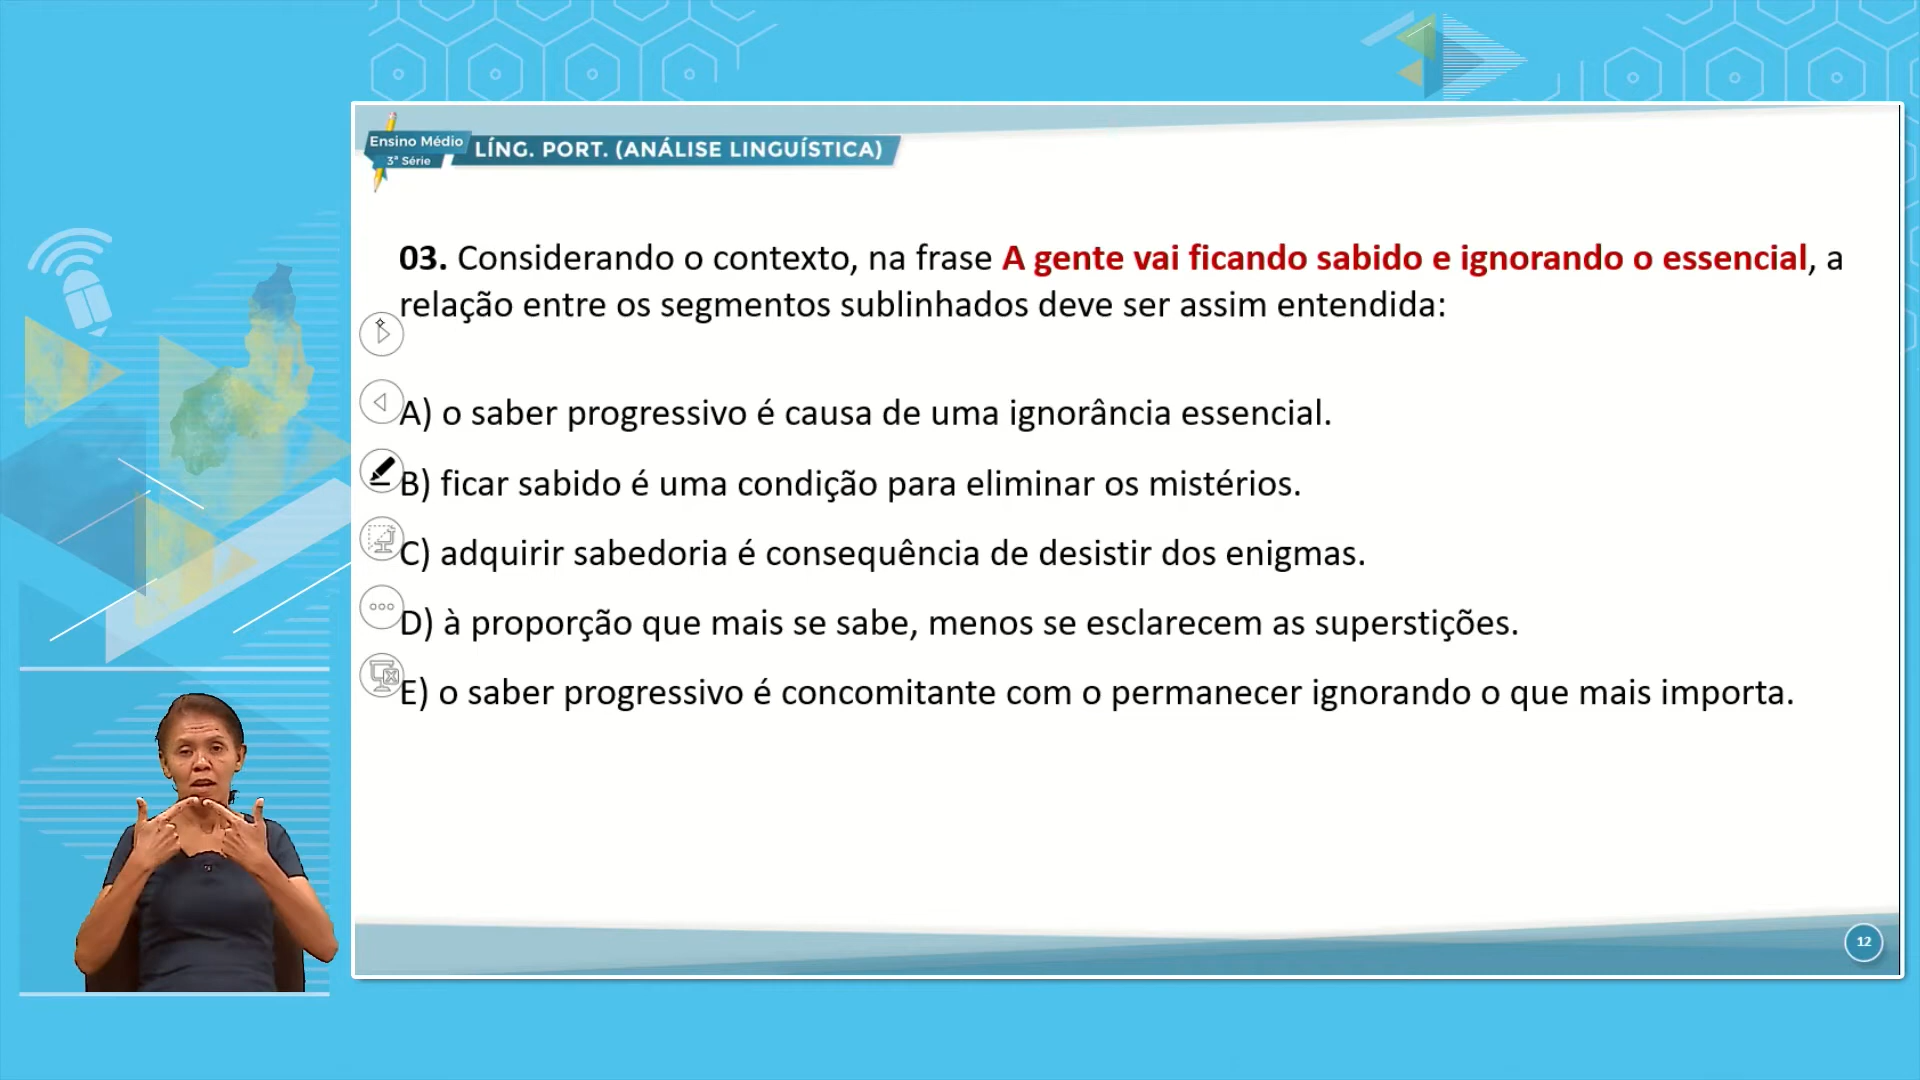 Ensino Médio
3ª Série
LÍNG. PORT. (ANÁLISE LINGUÍSTICA)
03. Considerando o contexto, na frase A gente vai ficando sabido e ignorando o essencial, a
relação entre os segmentos sublinhados deve ser assim entendida:
A) o saber progressivo é causa de uma ignorância essencial.
B) ficar sabido é uma condição para eliminar os mistérios.
C) adquirir sabedoria é consequência de desistir dos enigmas.
D) à proporção que mais se sabe, menos se esclarecem as superstições.
E) o saber progressivo é concomitante com o permanecer ignorando o que mais importa.
12